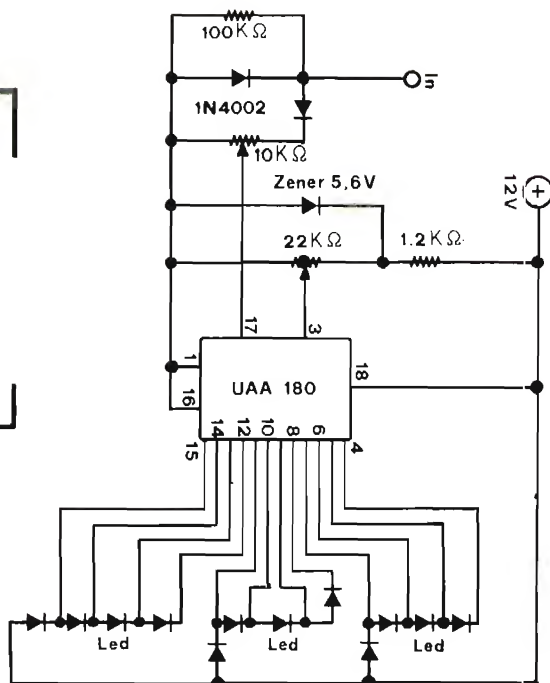 100KΩ
In
1N4002
10KΩ
Zener 5,6V
12V
+
22KΩ
1.2KΩ
17
3
1
16
UAA 180
18
15
14
12
10
8
6
4
Led
Led
Led